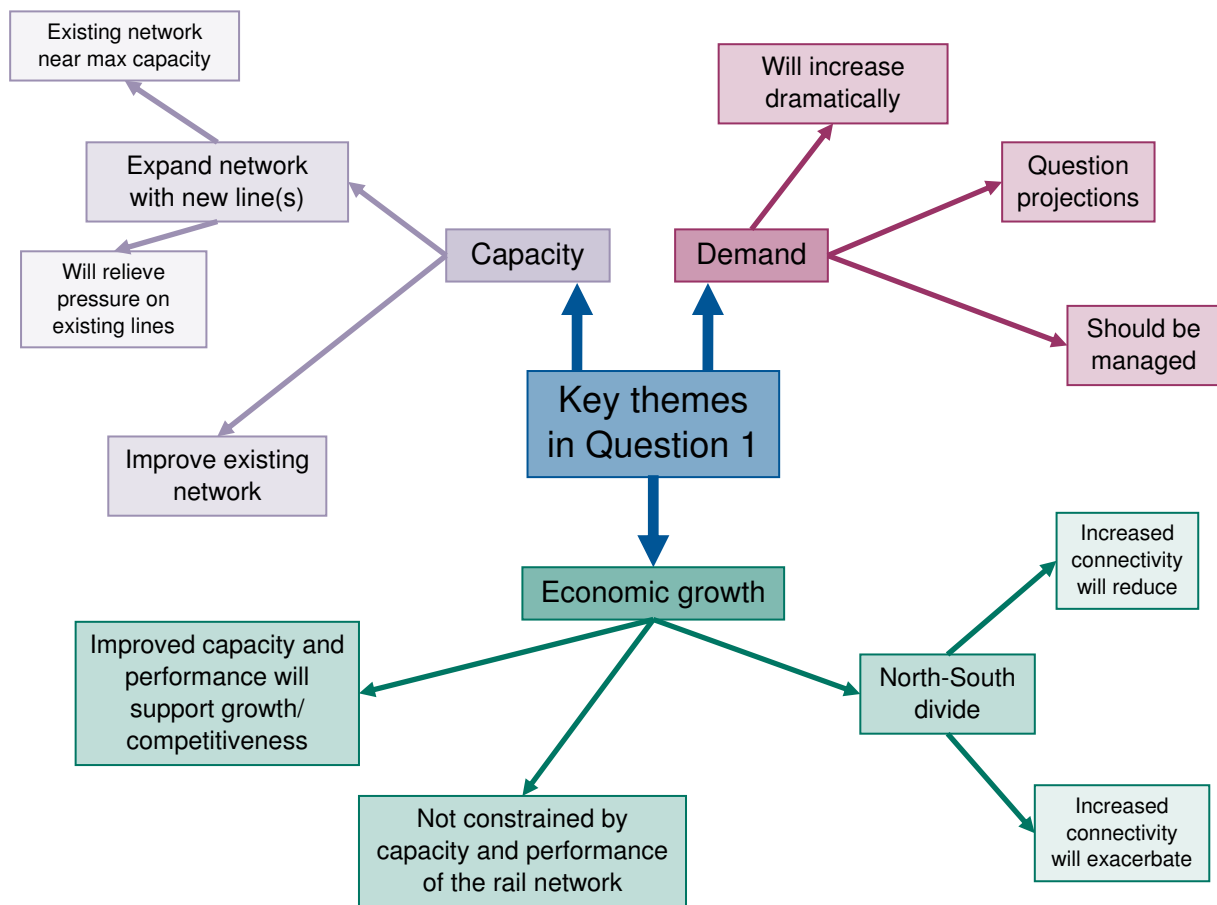 Existing network
near max capacity
Expand network
with new line(s)
Will relieve
pressure on
existing lines
Capacity
Improve existing
network
Will increase
dramatically
Demand
Question
projections
Should be
managed
Key themes
in Question 1
Economic growth
Improved capacity and
performance will
support growth/
competitiveness
Not constrained by
capacity and performance
of the rail network
North-South
divide
Increased
connectivity
will reduce
Increased
connectivity
will exacerbate